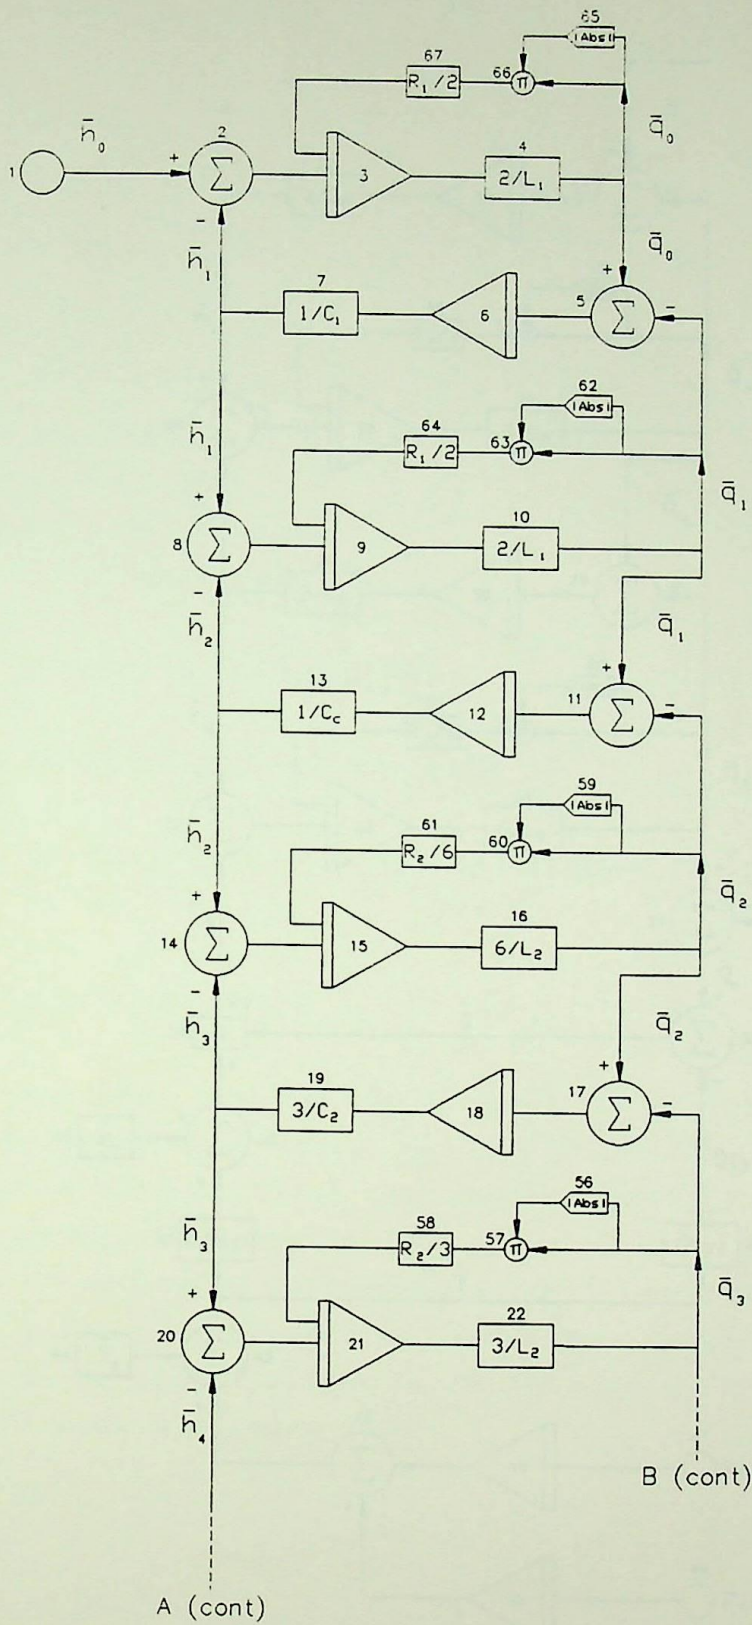 65
|Abs|
67
66 π
R₁/2
h̄₀
2
q̄₀
4
1
+
Σ
3
2/L₁
-
h̄₁
q̄₀
7
+
1/C₁
6
5 Σ
-
62
|Abs|
h̄₁
64
63 π
R₁/2
q̄₁
+
10
8 Σ
9
2/L₁
-
h̄₂
q̄₁
13
+
1/C_c
12
11 Σ
-
59
|Abs|
h̄₂
61
60 π
R₂/6
q̄₂
+
16
14 Σ
15
6/L₂
-
h̄₃
q̄₂
19
+
3/C₂
18
17 Σ
-
56
|Abs|
h̄₃
58
57 π
R₂/3
q̄₃
+
22
20 Σ
21
3/L₂
-
h̄₄
B (cont)
A (cont)